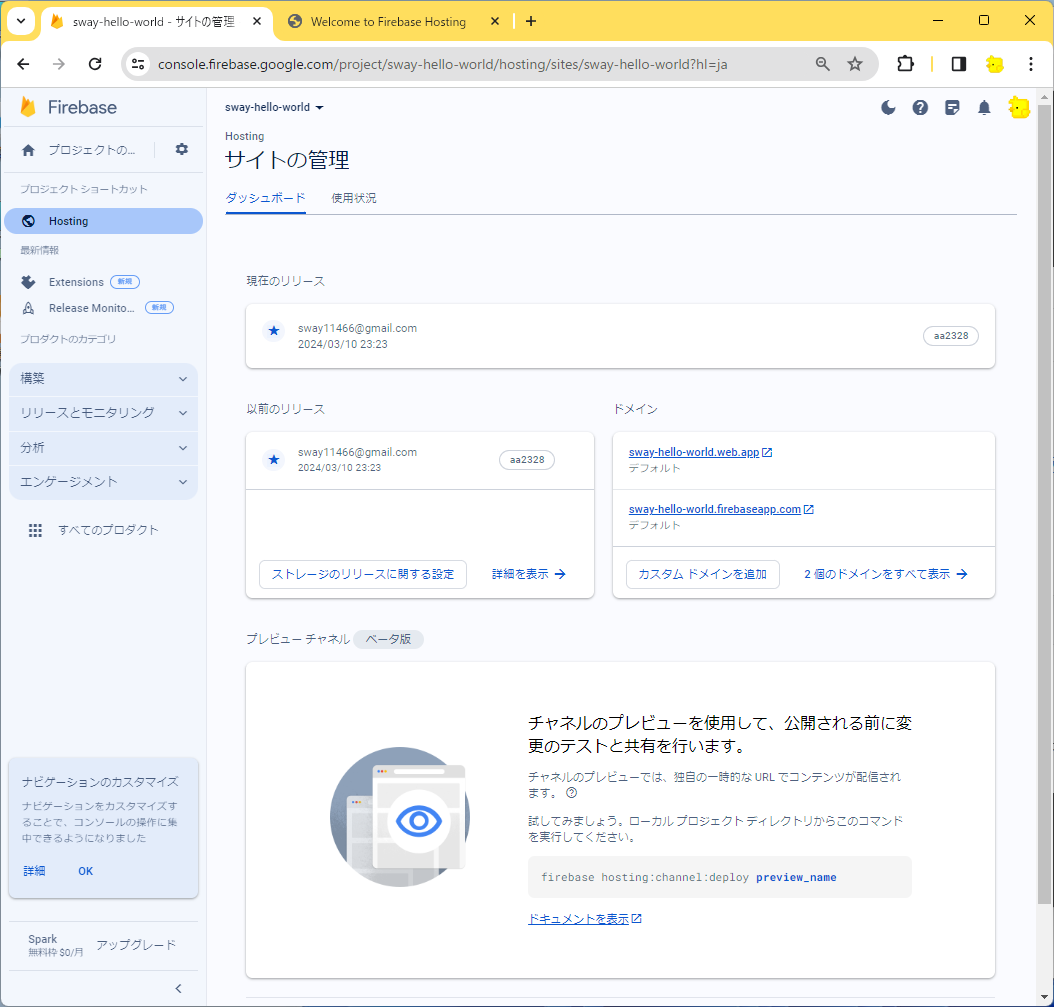 sway-hello-world - サイトの管理
Welcome to Firebase Hosting
console.firebase.google.com/project/sway-hello-world/hosting/sites/sway-hello-world?hl=ja
Firebase
プロジェクトの...
プロジェクト ショートカット
Hosting
最新情報
Extensions 新規
Release Monito... 新規
プロダクトのカテゴリ
構築
リリースとモニタリング
分析
エンゲージメント
すべてのプロダクト
ナビゲーションのカスタマイズ
ナビゲーションをカスタマイズす
ることで、コンソールの操作に集
中できるようになりました
詳細 OK
Spark
無料枠 $0/月
アップグレード
sway-hello-world
Hosting
サイトの管理
ダッシュボード 使用状況
現在のリリース
sway11466@gmail.com
2024/03/10 23:23
aa2328
以前のリリース
sway11466@gmail.com
2024/03/10 23:23
aa2328
ストレージのリリースに関する設定 詳細を表示
ドメイン
sway-hello-world.web.app
デフォルト
sway-hello-world.firebaseapp.com
デフォルト
カスタム ドメインを追加 2 個のドメインをすべて表示
プレビュー チャネル ベータ版
チャネルのプレビューを使用して、公開される前に変
更のテストと共有を行います。
チャネルのプレビューでは、独自の一時的な URL でコンテンツが配信され
ます。
試してみましょう。ローカル プロジェクト ディレクトリからこのコマンド
を実行してください。
firebase hosting:channel:deploy preview_name
ドキュメントを表示